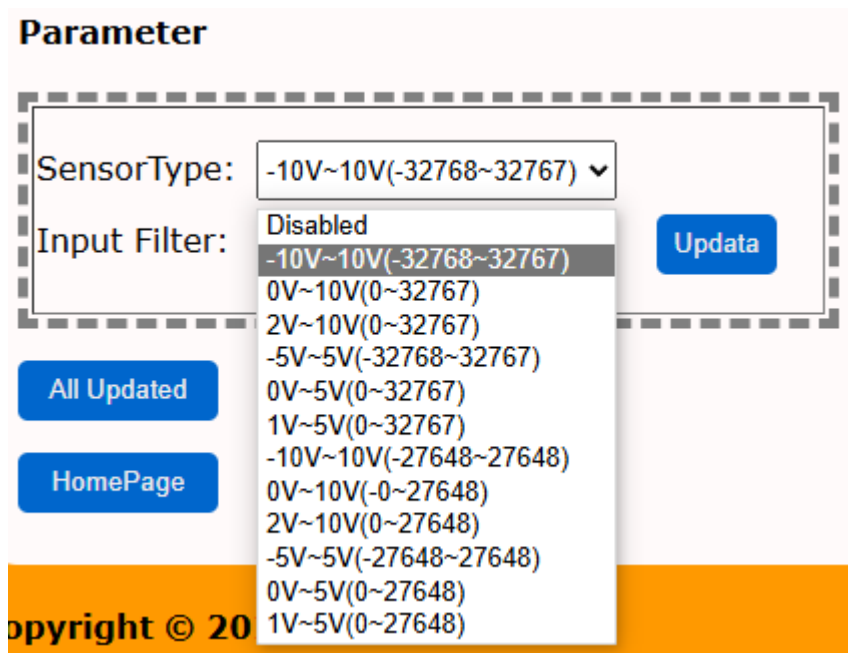 Parameter
SensorType:
-10V~10V(-32768~32767)
Input Filter:
Disabled
-10V~10V(-32768~32767)
0V~10V(0~32767)
2V~10V(0~32767)
-5V~5V(-32768~32767)
0V~5V(0~32767)
1V~5V(0~32767)
-10V~10V(-27648~27648)
0V~10V(-0~27648)
2V~10V(0~27648)
-5V~5V(-27648~27648)
0V~5V(0~27648)
1V~5V(0~27648)
Updata
All Updated
HomePage
opyright © 20